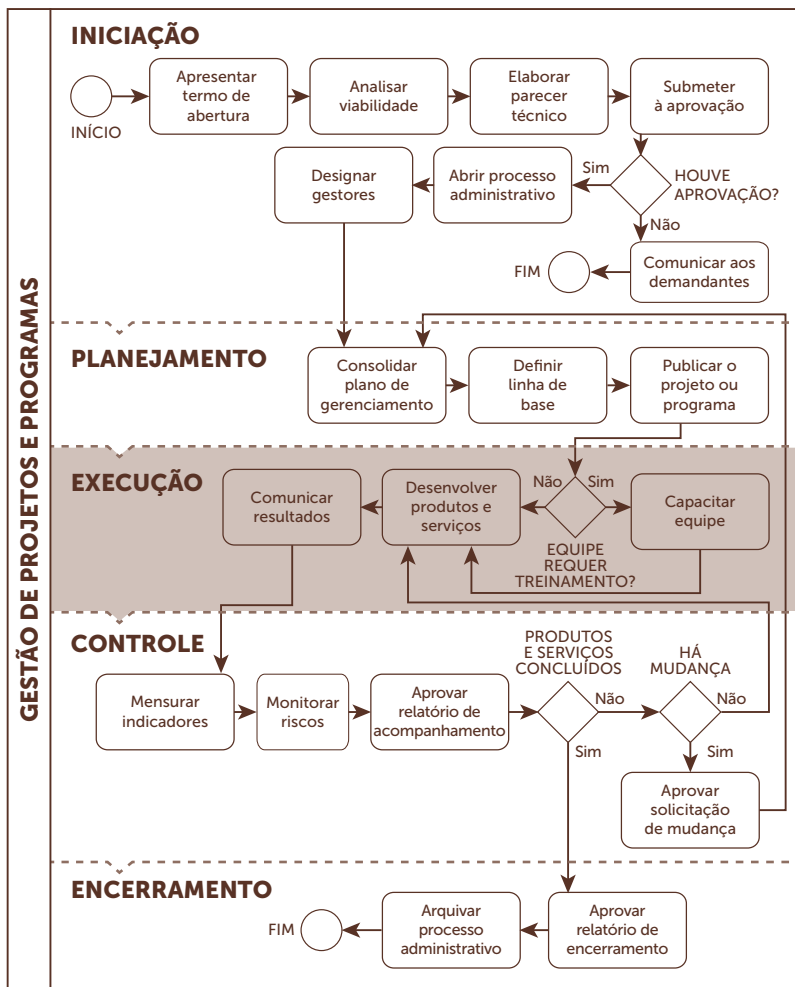 GESTÃO DE PROJETOS E PROGRAMAS
INICIAÇÃO
INÍCIO
Apresentar
termo de
abertura
Analisar
viabilidade
Elaborar
parecer
técnico
Submeter
à aprovação
HOUVE
APROVAÇÃO?
Sim
Abrir processo
administrativo
Designar
gestores
Não
Comunicar aos
demandantes
FIM
PLANEJAMENTO
Consolidar
plano de
gerenciamento
Definir
linha de
base
Publicar o
projeto ou
programa
EXECUÇÃO
Comunicar
resultados
Desenvolver
produtos e
serviços
Não
Sim
Capacitar
equipe
EQUIPE
REQUER
TREINAMENTO?
CONTROLE
Mensurar
indicadores
Monitorar
riscos
Aprovar
relatório de
acompanhamento
PRODUTOS
E SERVIÇOS
CONCLUÍDOS
Não
Sim
HÁ
MUDANÇA
Não
Sim
Aprovar
solicitação
de mudança
ENCERRAMENTO
FIM
Arquivar
processo
administrativo
Aprovar
relatório de
encerramento